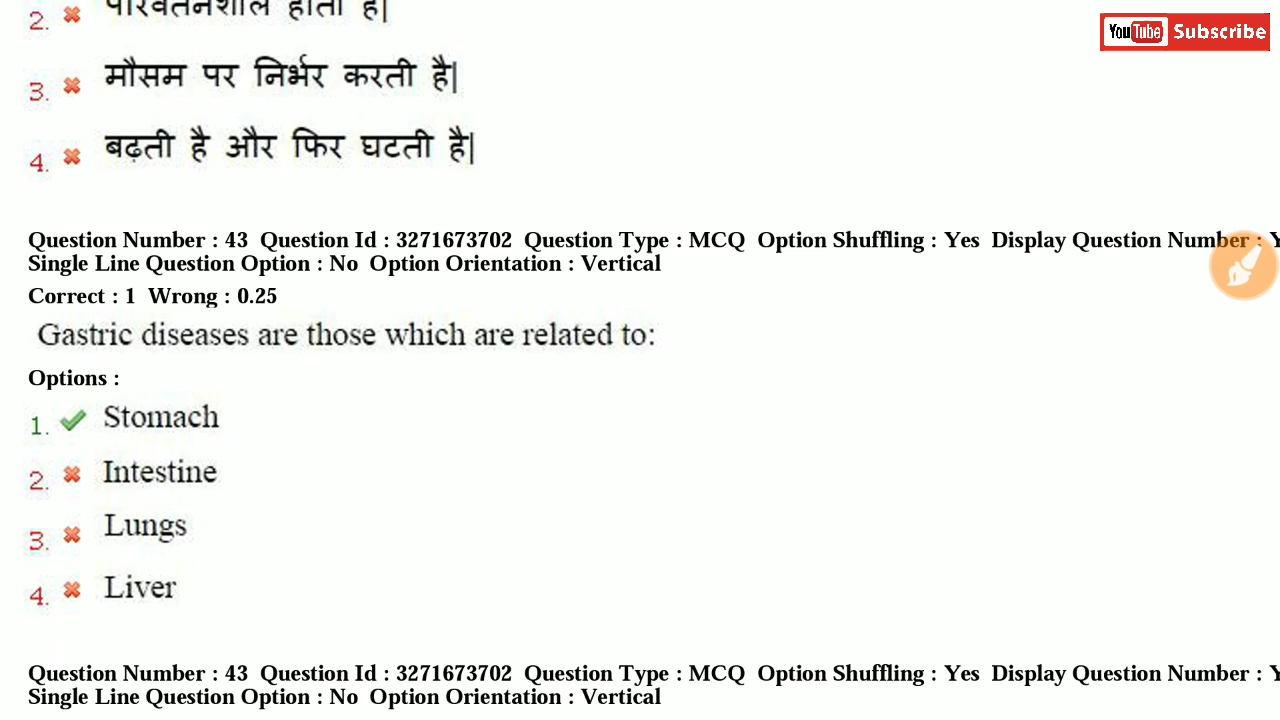 2. परिवर्तनशील होती है|
YouTube Subscribe
3. मौसम पर निर्भर करती है|
4. बढ़ती है और फिर घटती है|
Question Number : 43 Question Id : 3271673702 Question Type : MCQ Option Shuffling : Yes Display Question Number : Y
Single Line Question Option : No Option Orientation : Vertical
Correct : 1 Wrong : 0.25
Gastric diseases are those which are related to:
Options :
1. Stomach
2. Intestine
3. Lungs
4. Liver
Question Number : 43 Question Id : 3271673702 Question Type : MCQ Option Shuffling : Yes Display Question Number : Y
Single Line Question Option : No Option Orientation : Vertical